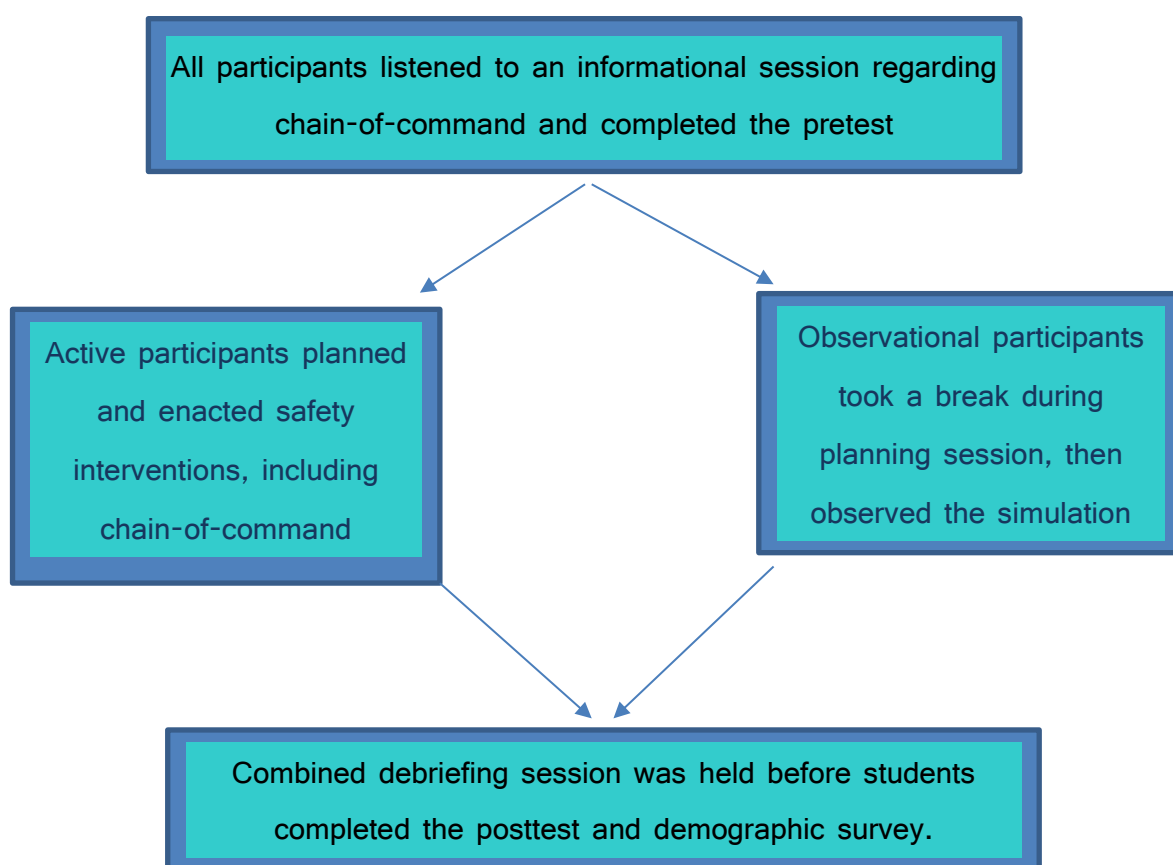 All participants listened to an informational session regarding
chain-of-command and completed the pretest
Active participants planned
and enacted safety
interventions, including
chain-of-command
Observational participants
took a break during
planning session, then
observed the simulation
Combined debriefing session was held before students
completed the posttest and demographic survey.